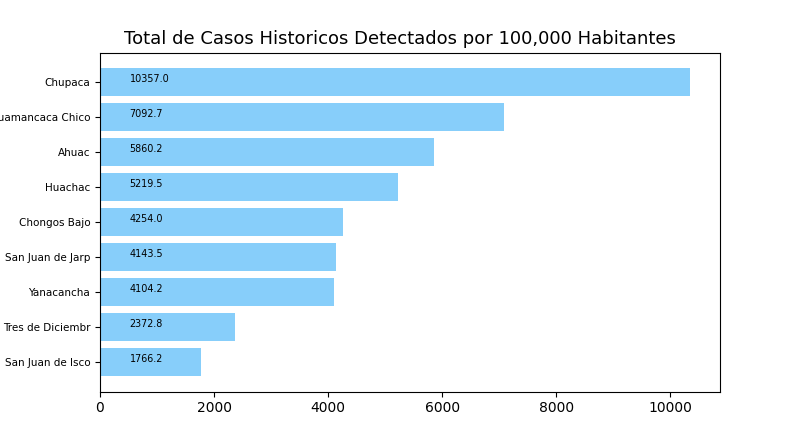 Total de Casos Historicos Detectados por 100,000 Habitantes
Chupaca 10357.0
uamancaca Chico 7092.7
Ahuac 5860.2
Huachac 5219.5
Chongos Bajo 4254.0
San Juan de Jarp 4143.5
Yanacancha 4104.2
Tres de Diciembr 2372.8
San Juan de Isco 1766.2
0 2000 4000 6000 8000 10000